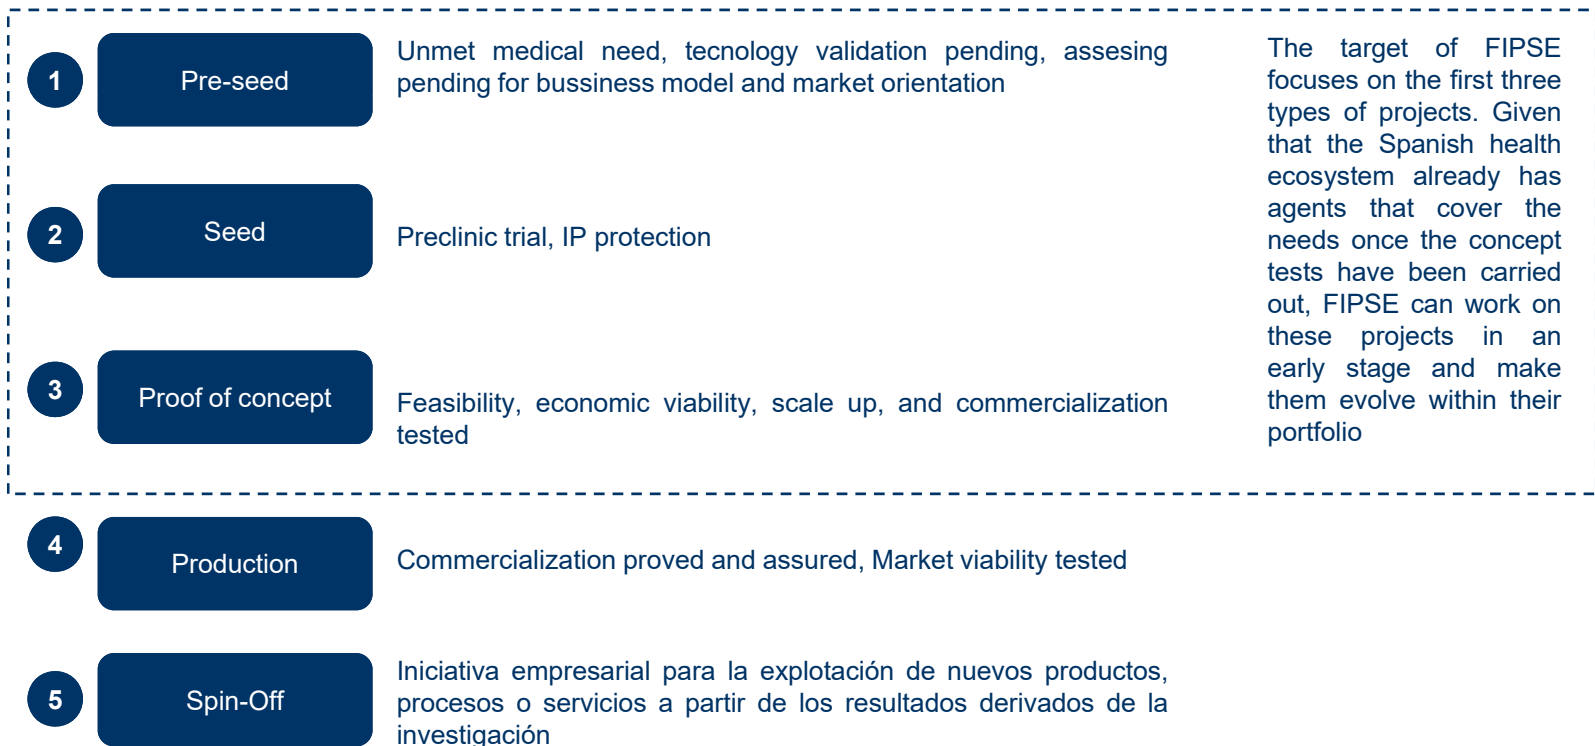 1
Pre-seed
Unmet medical need, tecnology validation pending, assesing
pending for bussiness model and market orientation
2
Seed
Preclinic trial, IP protection
3
Proof of concept
Feasibility, economic viability, scale up, and commercialization
tested
The target of FIPSE
focuses on the first three
types of projects. Given
that the Spanish health
ecosystem already has
agents that cover the
needs once the concept
tests have been carried
out, FIPSE can work on
these projects in an
early stage and make
them evolve within their
portfolio
4
Production
Commercialization proved and assured, Market viability tested
5
Spin-Off
Iniciativa empresarial para la explotación de nuevos productos,
procesos o servicios a partir de los resultados derivados de la
investigación